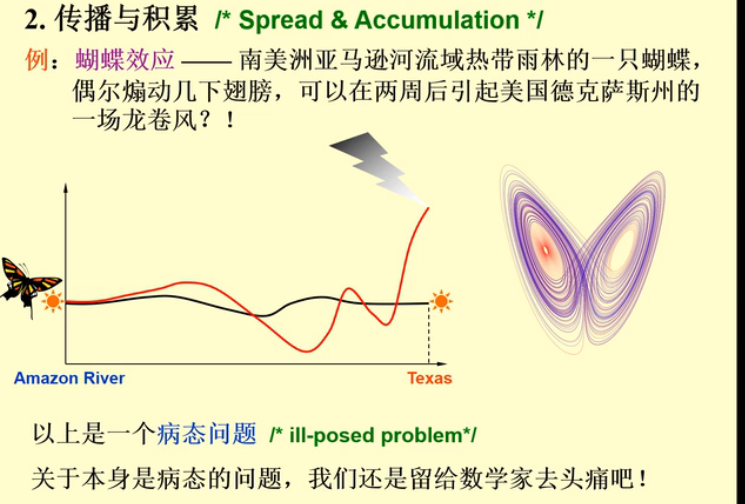 2. 传播与积累 /* Spread & Accumulation */
例：蝴蝶效应 —— 南美洲亚马逊河流域热带雨林的一只蝴蝶，
偶尔煽动几下翅膀，可以在两周后引起美国德克萨斯州的
一场龙卷风？！
Amazon River
Texas
以上是一个病态问题 /* ill-posed problem*/
关于本身是病态的问题，我们还是留给数学家去头痛吧！